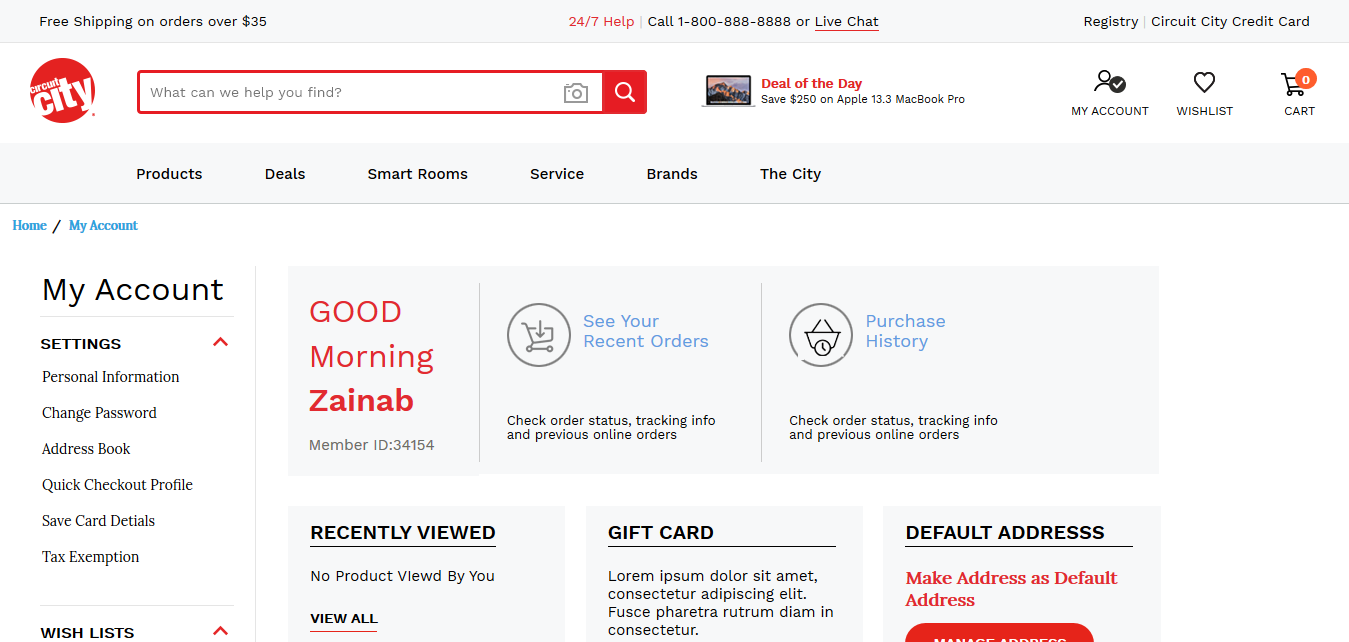 Free Shipping on orders over $35
24/7 Help | Call 1-800-888-8888 or Live Chat
Registry | Circuit City Credit Card
circuit city
What can we help you find?
Deal of the Day
Save $250 on Apple 13.3 MacBook Pro
MY ACCOUNT
WISHLIST
0
CART
Products
Deals
Smart Rooms
Service
Brands
The City
Home / My Account
My Account
SETTINGS
Personal Information
Change Password
Address Book
Quick Checkout Profile
Save Card Detials
Tax Exemption
WISH LISTS
GOOD
Morning
Zainab
Member ID:34154
See Your
Recent Orders
Check order status, tracking info
and previous online orders
Purchase
History
Check order status, tracking info
and previous online orders
RECENTLY VIEWED
No Product VIewd By You
VIEW ALL
GIFT CARD
Lorem ipsum dolor sit amet,
consectetur adipiscing elit.
Fusce pharetra rutrum diam in
consectetur.
DEFAULT ADDRESSS
Make Address as Default
Address
MANAGE ADDRESS